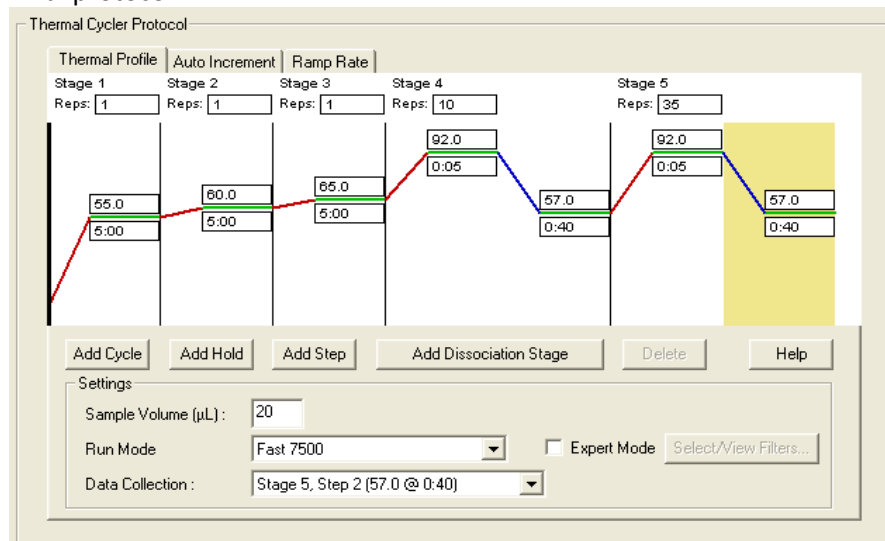 Thermal Cycler Protocol
Thermal Profile Auto Increment Ramp Rate
Stage 1 Stage 2 Stage 3 Stage 4 Stage 5
Reps: 1 Reps: 1 Reps: 1 Reps: 10 Reps: 35
92.0 92.0
0:05 0:05
55.0 60.0 65.0 57.0 57.0
5:00 5:00 5:00 0:40 0:40
Add Cycle Add Hold Add Step Add Dissociation Stage Delete Help
Settings
Sample Volume (µL) : 20
Run Mode Fast 7500 Expert Mode Select/View Filters...
Data Collection : Stage 5, Step 2 (57.0 @ 0:40)